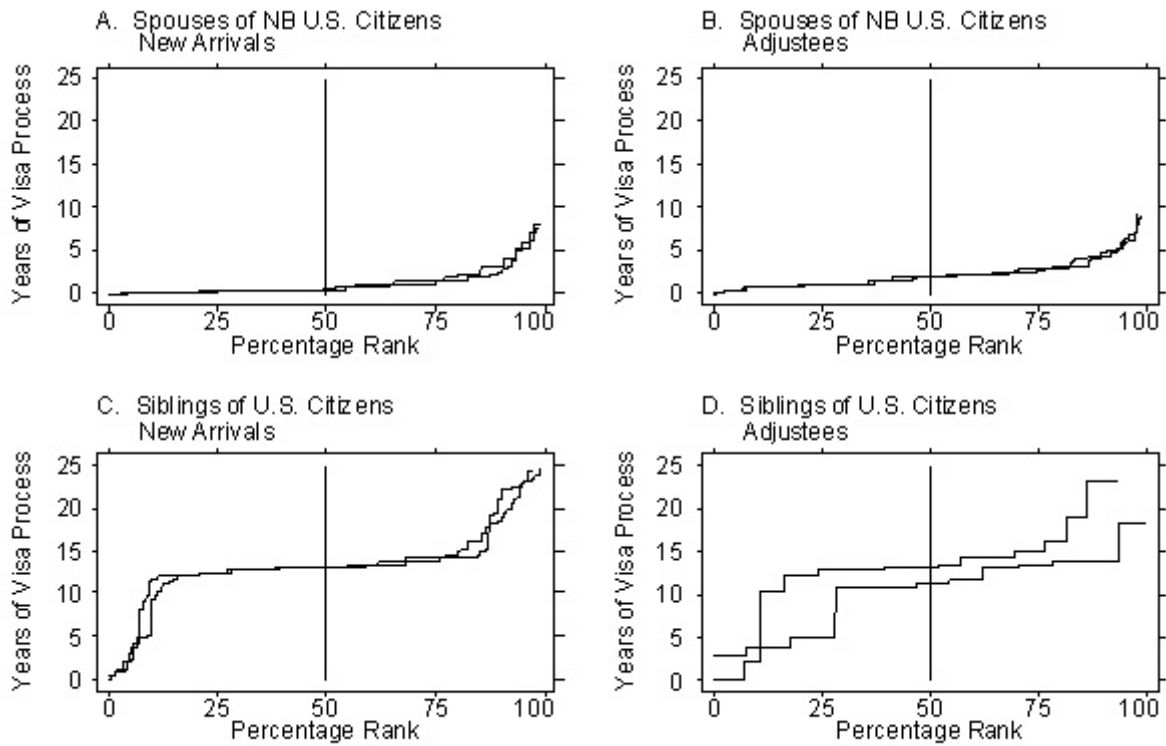 A. Spouses of NB U.S. Citizens
New Arrivals
Years of Visa Process
25
20
15
10
5
0
0 25 50 75 100
Percentage Rank
B. Spouses of NB U.S. Citizens
Adjustees
Years of Visa Process
25
20
15
10
5
0
0 25 50 75 100
Percentage Rank
C. Siblings of U.S. Citizens
New Arrivals
Years of Visa Process
25
20
15
10
5
0
0 25 50 75 100
Percentage Rank
D. Siblings of U.S. Citizens
Adjustees
Years of Visa Process
25
20
15
10
5
0
0 25 50 75 100
Percentage Rank